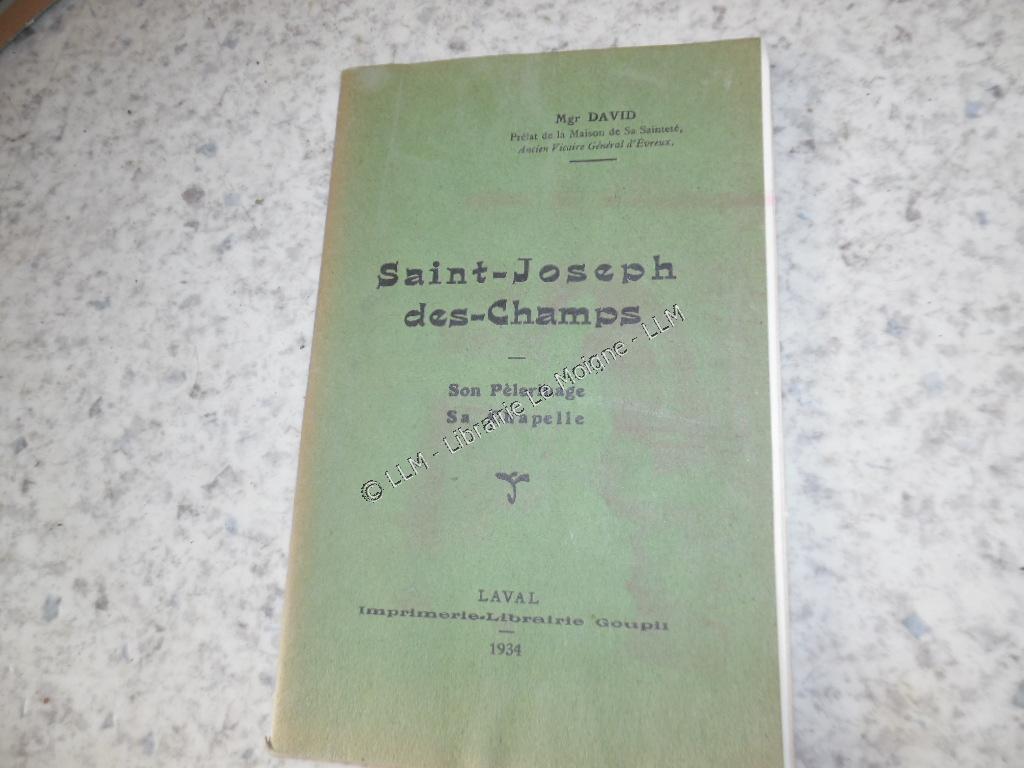 Mgr DAVID
Prélat de la Maison de Sa Sainteté,
Ancien Vicaire Général d'Évreux.
Saint-Joseph
des-Champs
Son Pèlerinage
Sa Chapelle
© LLM - Librairie Le Moigne - LLM
LAVAL
Imprimerie-Librairie Goupil
1934